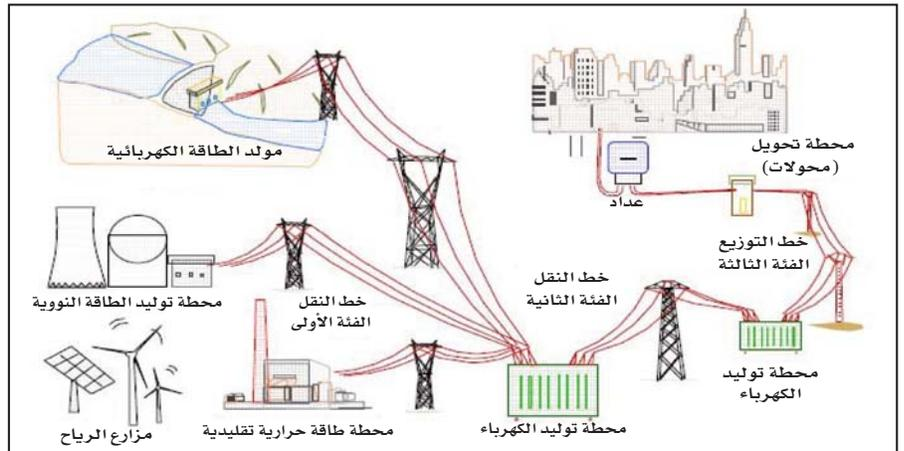 مولد الطاقة الكهربائية
محطة تحويل
(محولات)
عداد
خط التوزيع
الفئة الثالثة
خط النقل
الفئة الثانية
خط النقل
الفئة الأولى
محطة توليد الطاقة النووية
محطة توليد
الكهرباء
محطة توليد الكهرباء
محطة طاقة حرارية تقليدية
مزارع الرياح